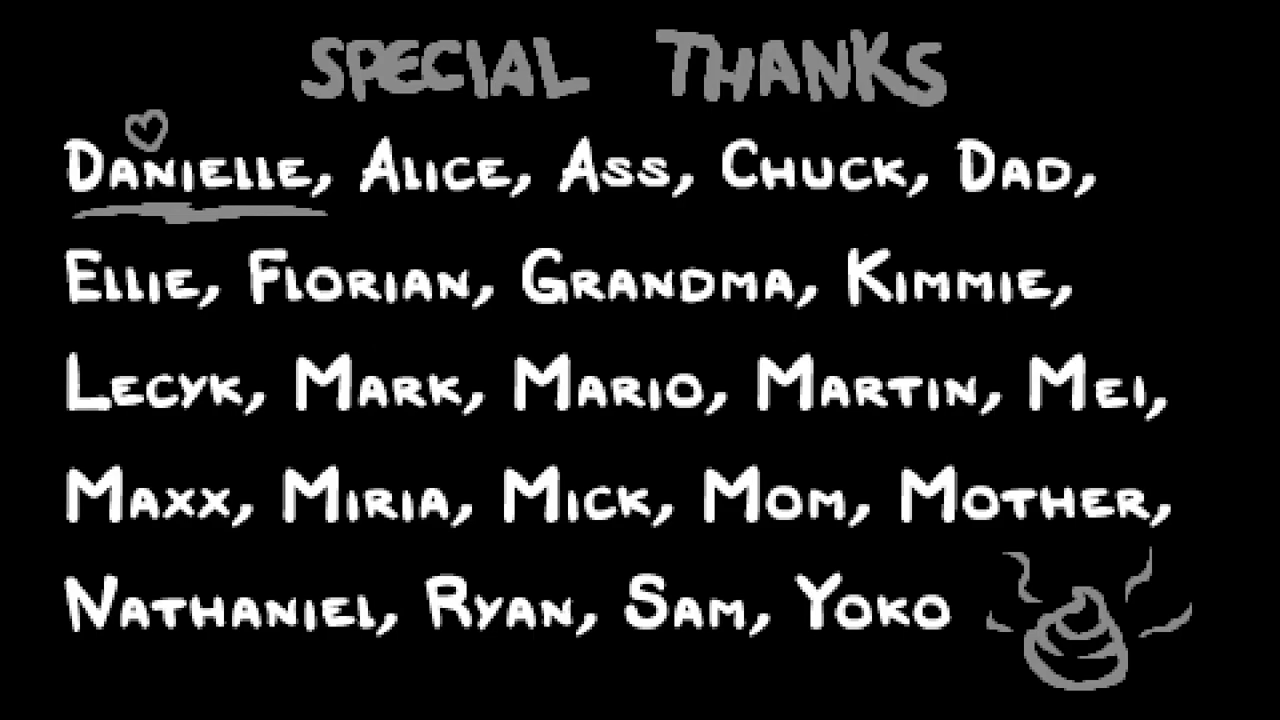 SPECIAL THANKS
DANIELLE, ALICE, ASS, CHUCK, DAD,
ELLIE, FLORIAN, GRANDMA, KIMMIE,
LECYK, MARK, MARIO, MARTIN, MEI,
MAXX, MIRIA, MICK, MOM, MOTHER,
NATHANIEL, RYAN, SAM, YOKO